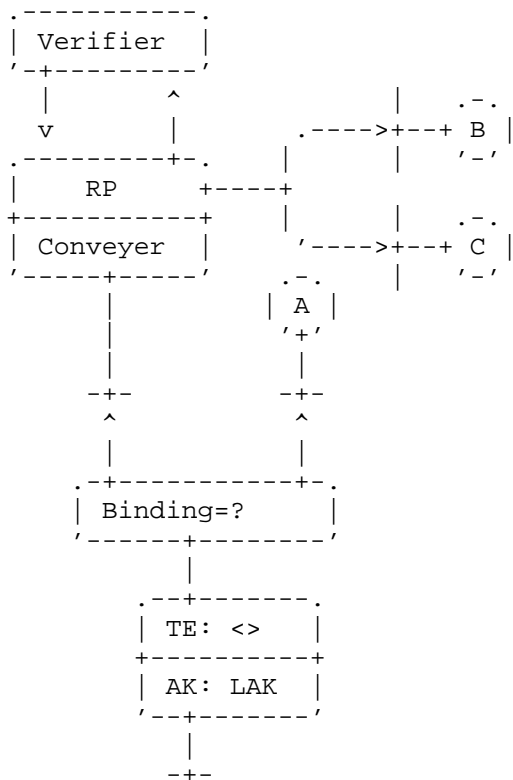 Verifier
B
RP
Conveyer
C
A
Binding=?
TE: <>
AK: LAK